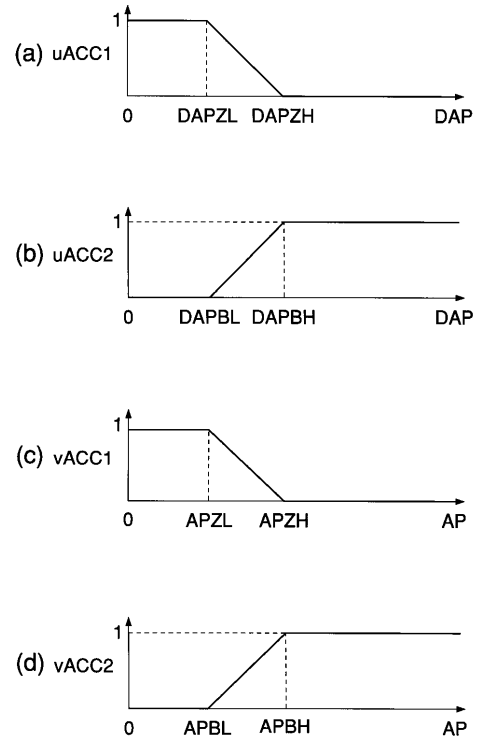 1
(a) uACC1
0 DAPZL DAPZH DAP
1
(b) uACC2
0 DAPBL DAPBH DAP
1
(c) vACC1
0 APZL APZH AP
1
(d) vACC2
0 APBL APBH AP